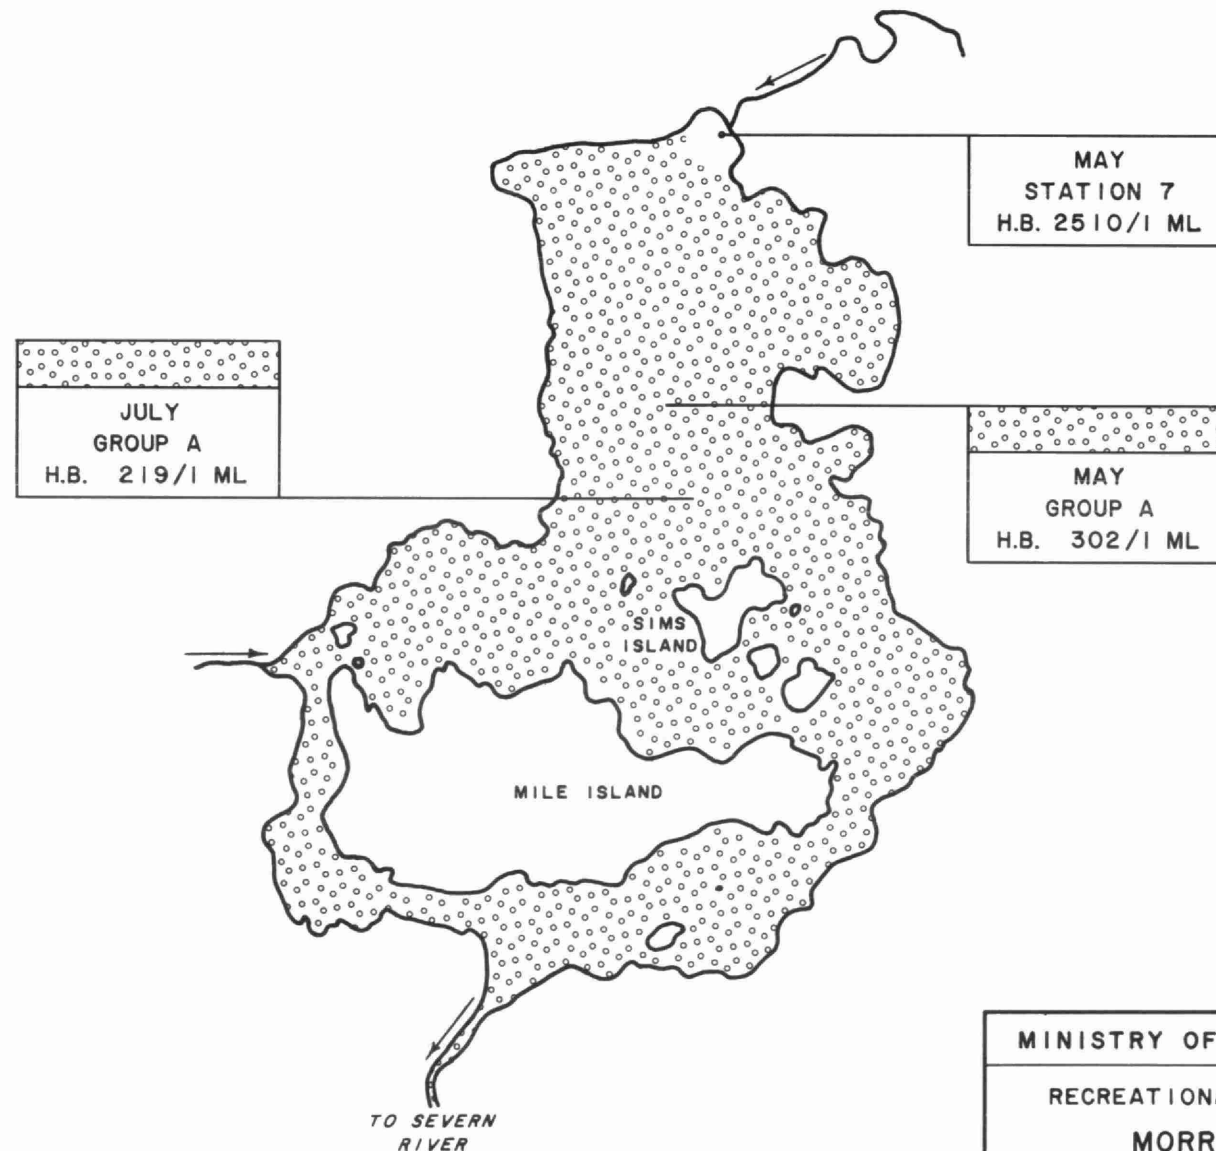 MAY
STATION 7
H.B. 2510/1 ML
JULY
GROUP A
H.B. 219/1 ML
MAY
GROUP A
H.B. 302/1 ML
SIMS
ISLAND
MILE ISLAND
TO SEVERN
RIVER
MINISTRY OF
RECREATION
MORR